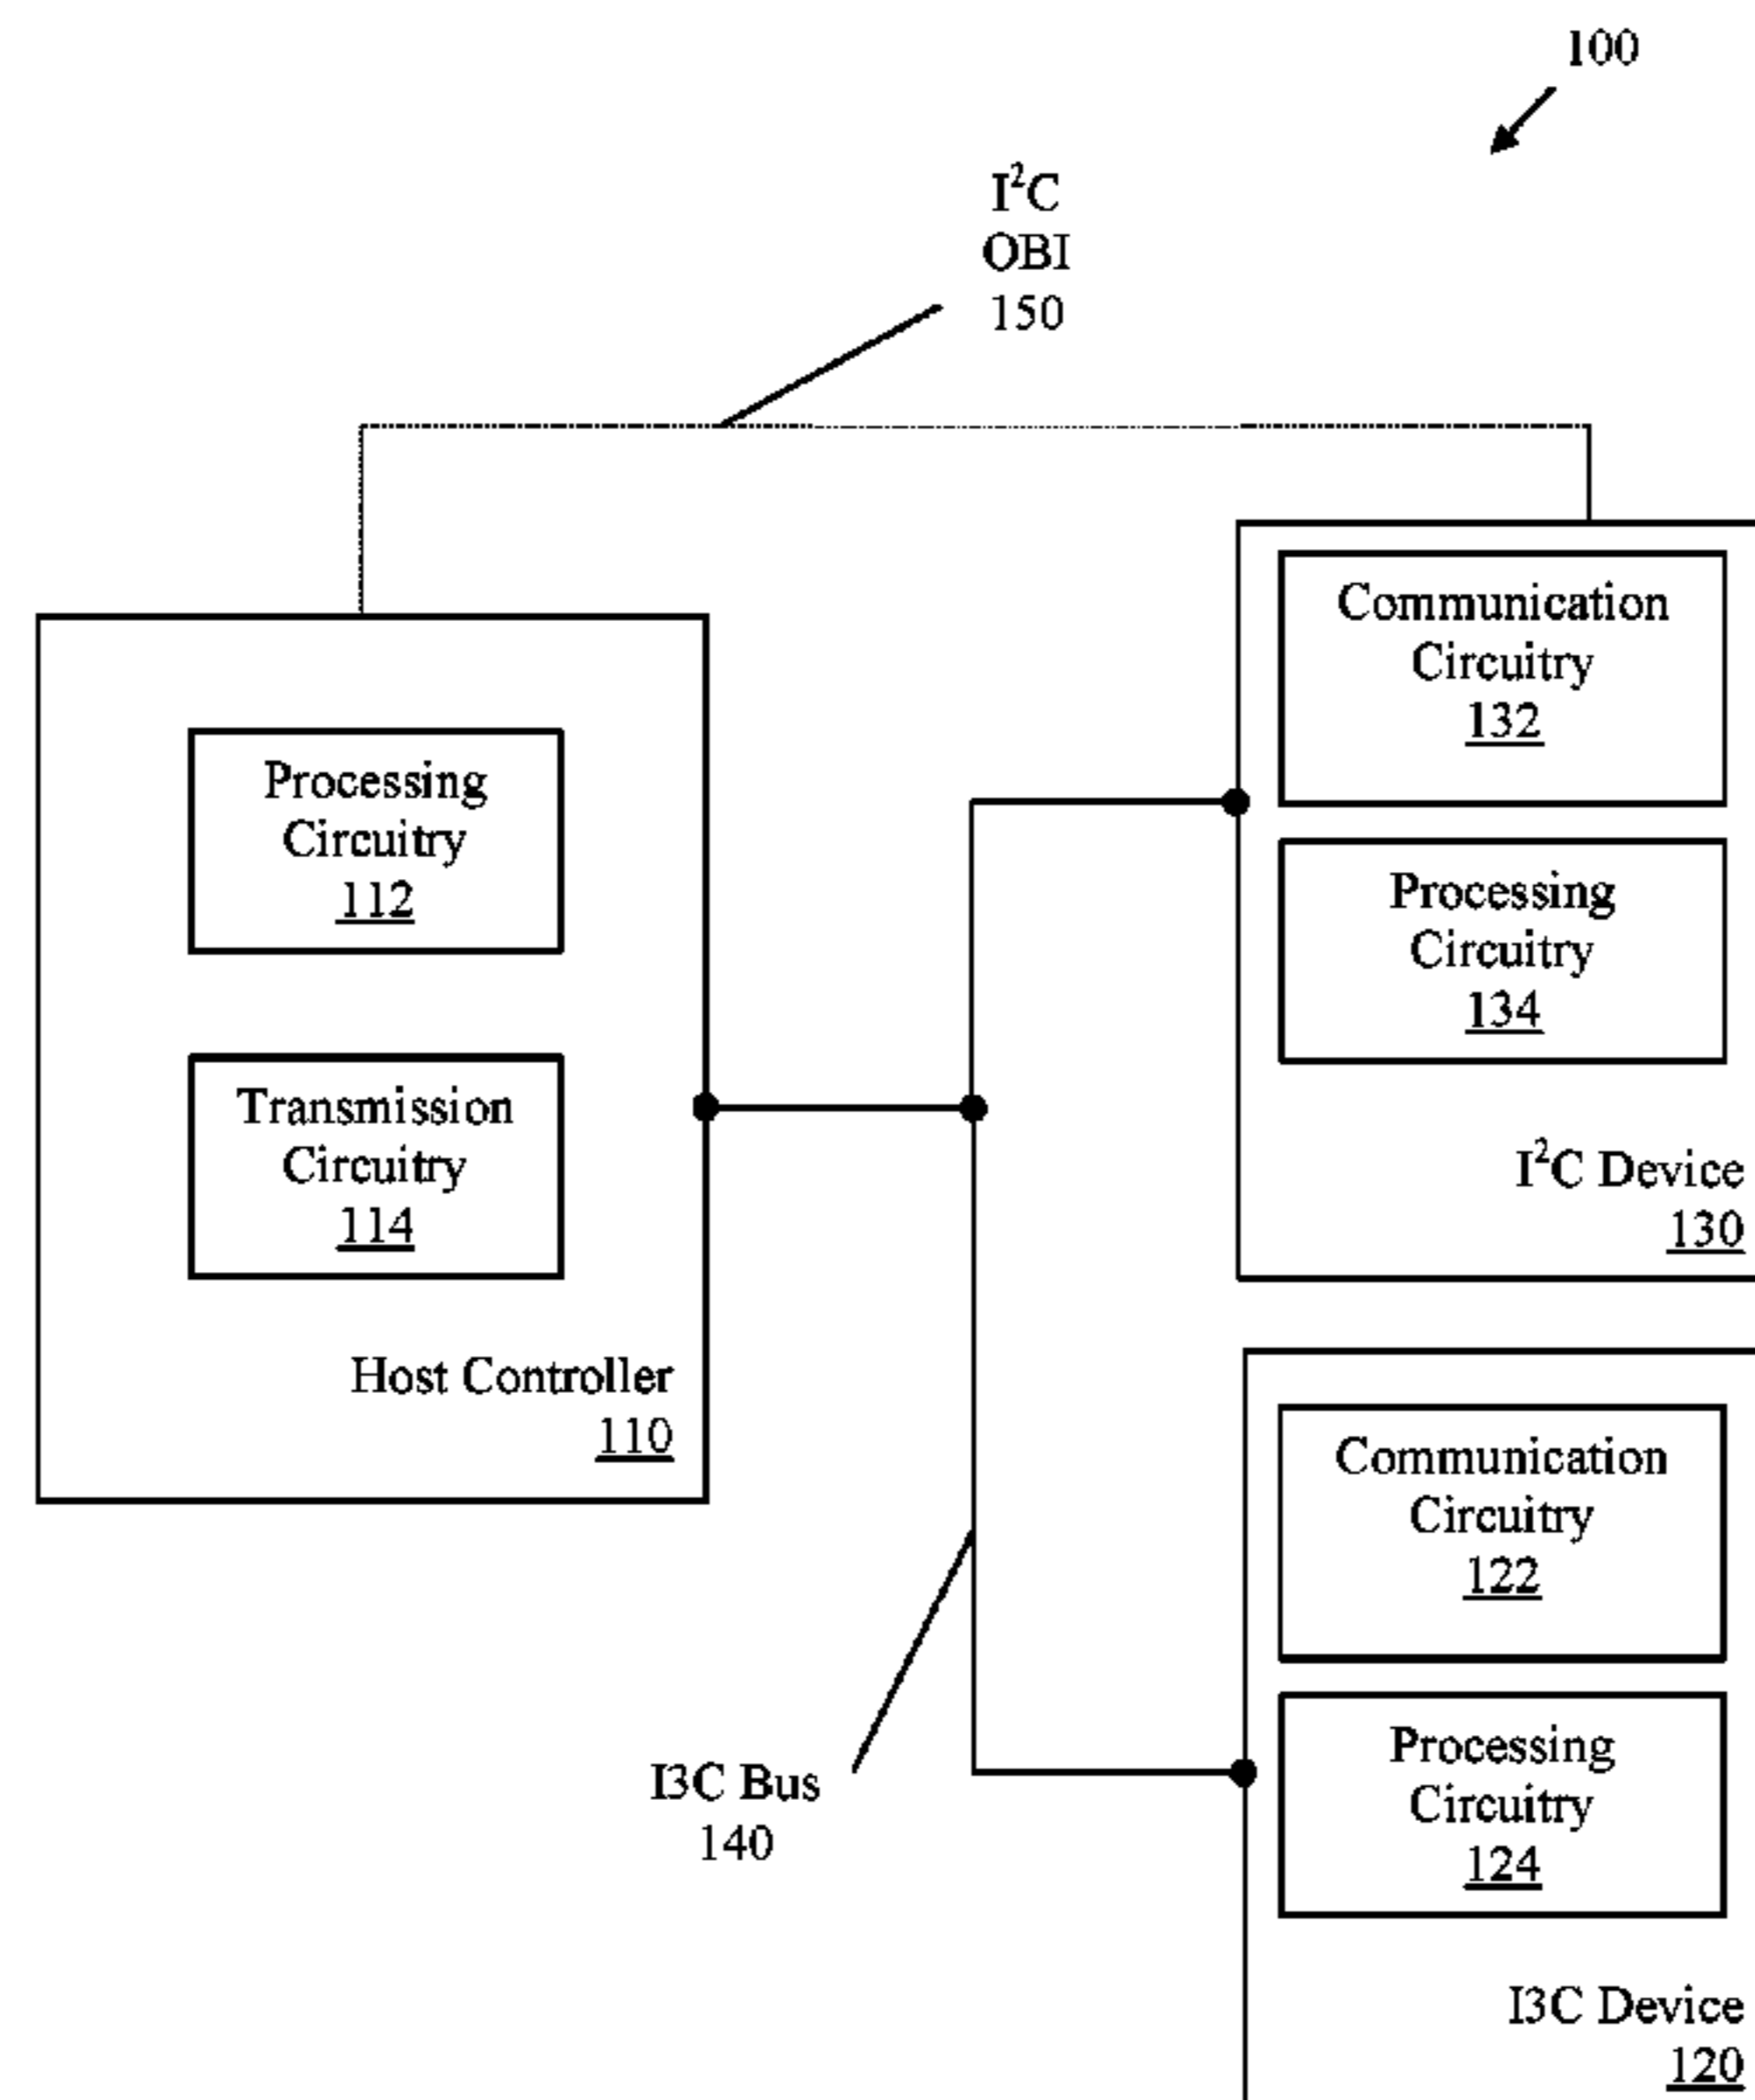 100
I²C
OBI
150
Processing
Circuitry
112
Transmission
Circuitry
114
Host Controller
110
Communication
Circuitry
132
Processing
Circuitry
134
I²C Device
130
I3C Bus
140
Communication
Circuitry
122
Processing
Circuitry
124
I3C Device
120